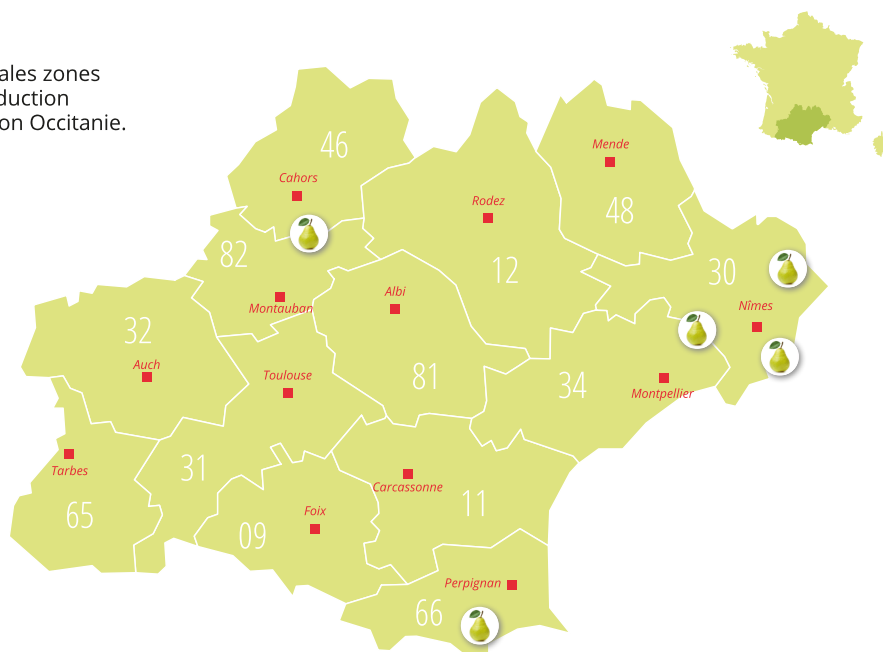 ales zones
duction
on Occitanie.
46
Cahors
Mende
Rodez
48
82
12
30
Albi
Nîmes
Montauban
32
Auch
Toulouse
81
34
Montpellier
Tarbes
31
Carcassonne
65
11
Foix
09
Perpignan
66